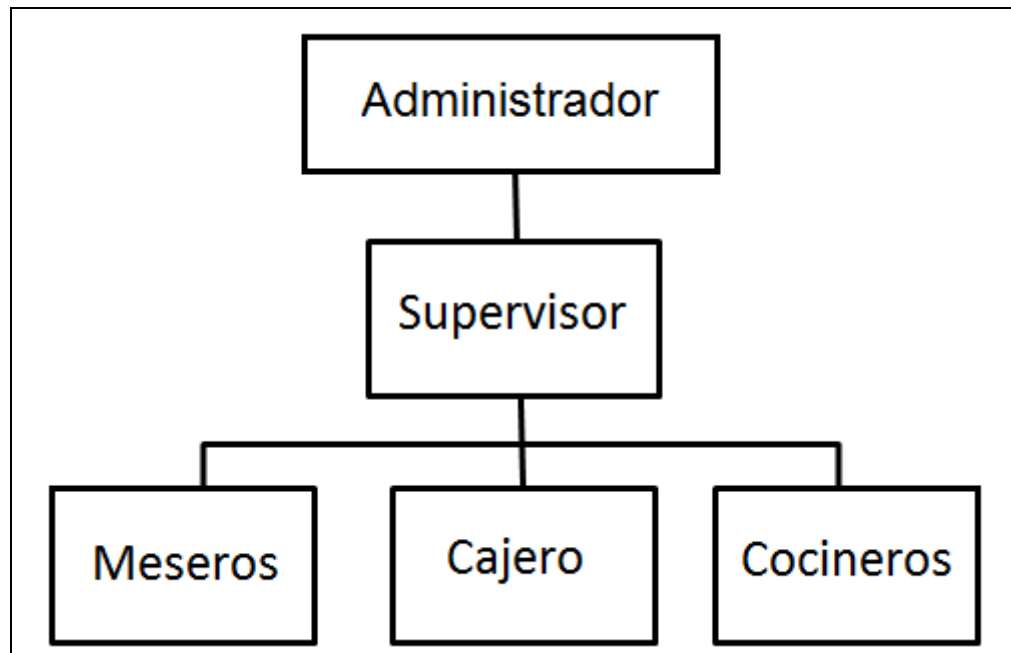 Administrador
Supervisor
Meseros
Cajero
Cocineros